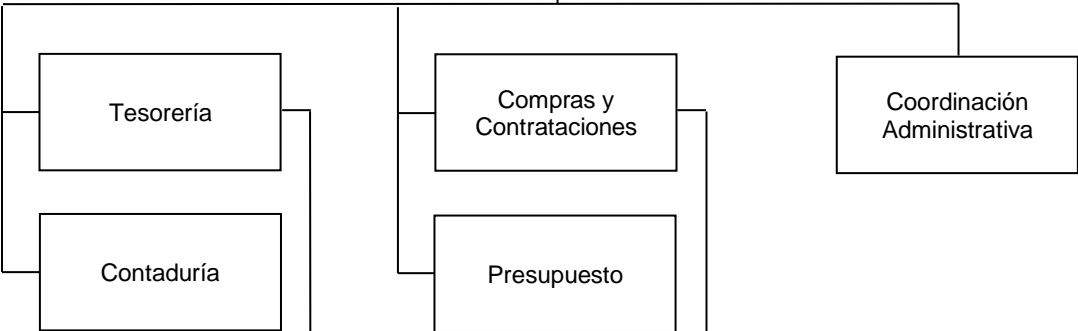 Tesorería
Compras y
Contrataciones
Coordinación
Administrativa
Contaduría
Presupuesto